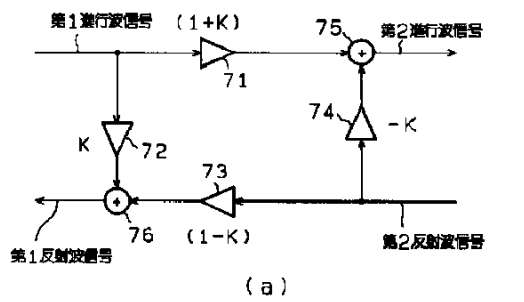 第1進行波信号
(1+K)
75
第2進行波信号
+
71
74
-K
K
72
73
+
76
(1-K)
第1反射波信号
第2反射波信号
(a)